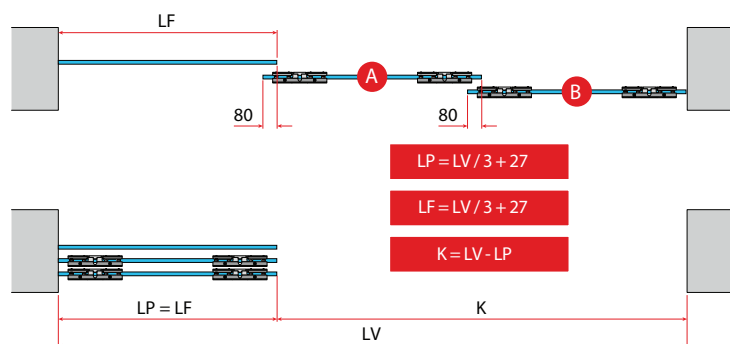 LF
A
B
80
80
LP = LV / 3 + 27
LF = LV / 3 + 27
K = LV - LP
LP = LF
K
LV